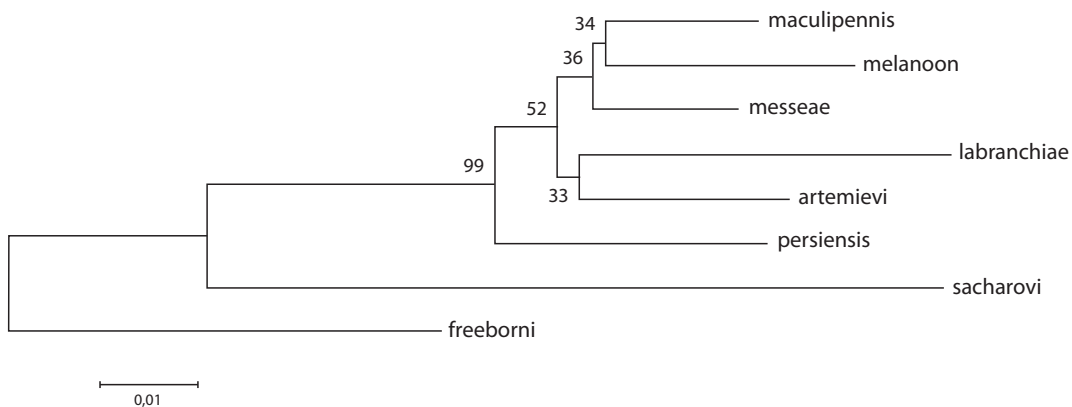 34
maculipennis
36
melanoon
52
messeae
99
labranchiae
33
artemievi
persiensis
sacharovi
freeborni
0,01